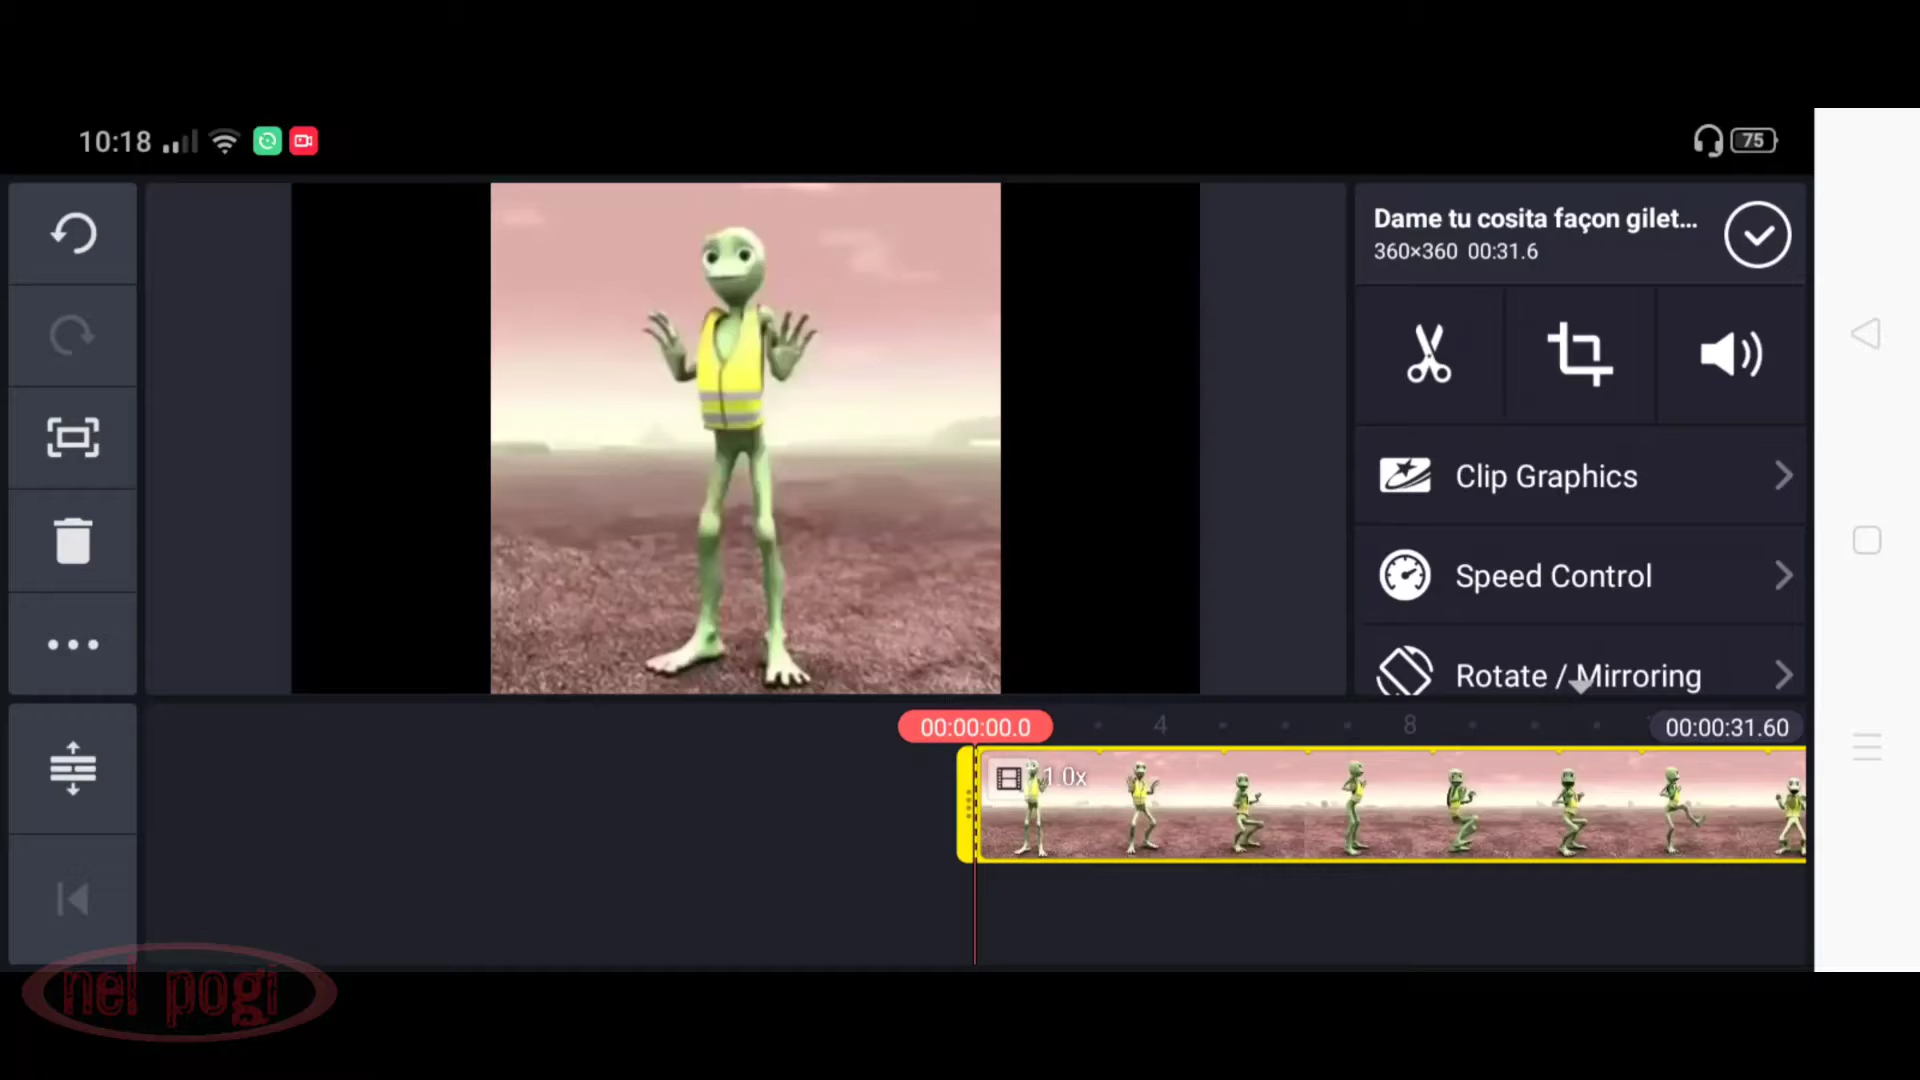 10:18
75
Dame tu cosita façon gilet...
360×360 00:31.6
Clip Graphics
Speed Control
Rotate / Mirroring
00:00:00.0
4
8
00:00:31.60
1.0x
nel pogi